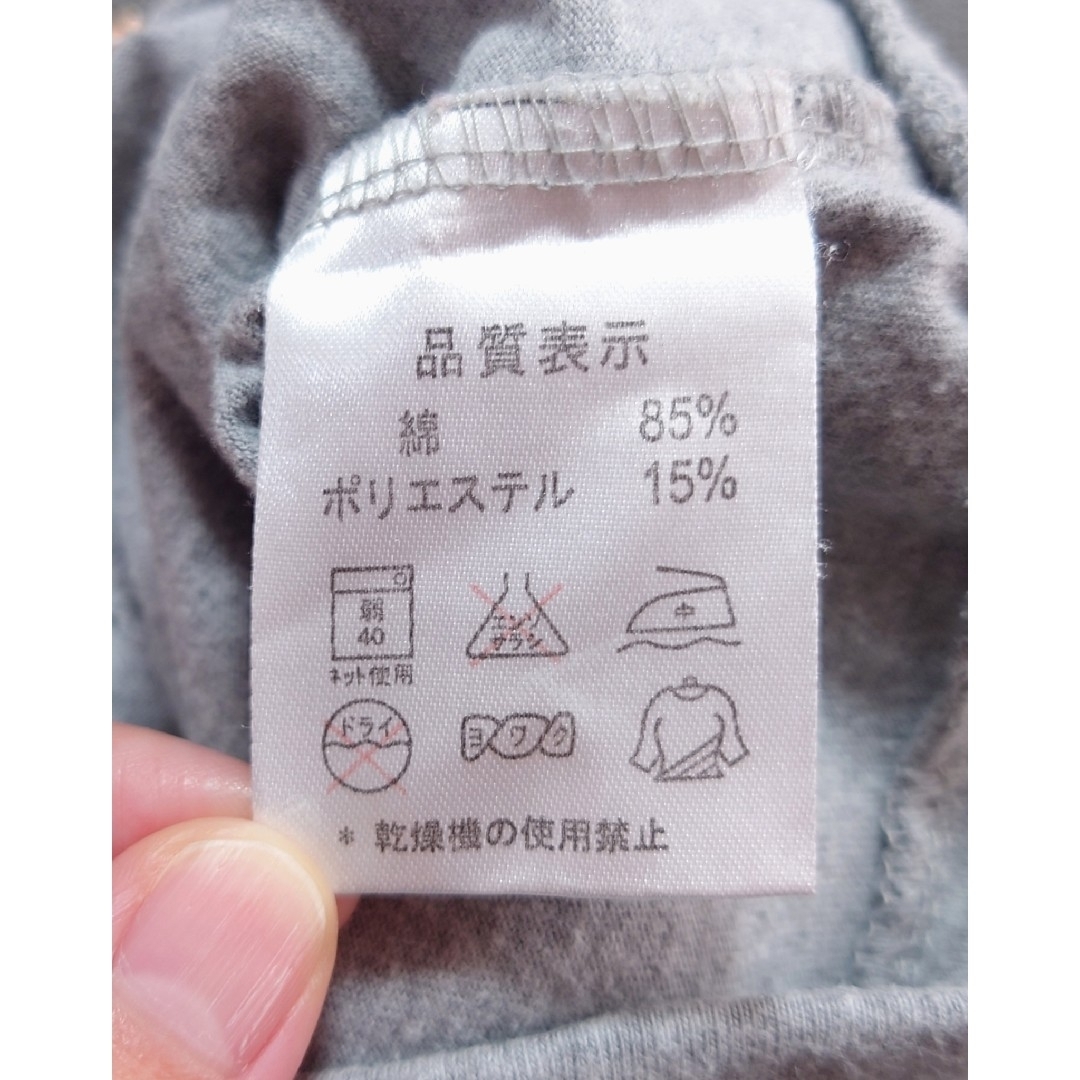 品質表示
綿 85%
ポリエステル 15%
弱
40
ネット使用
エンソ
サラシ
中
ドライ
ヨワク
* 乾燥機の使用禁止